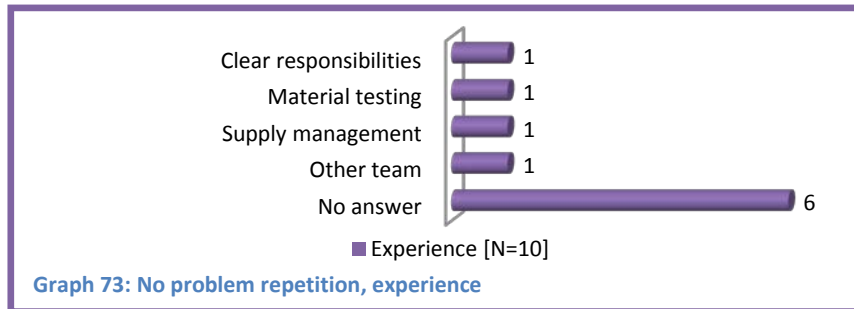 Clear responsibilities 1
Material testing 1
Supply management 1
Other team 1
No answer 6
Experience [N=10]
Graph 73: No problem repetition, experience